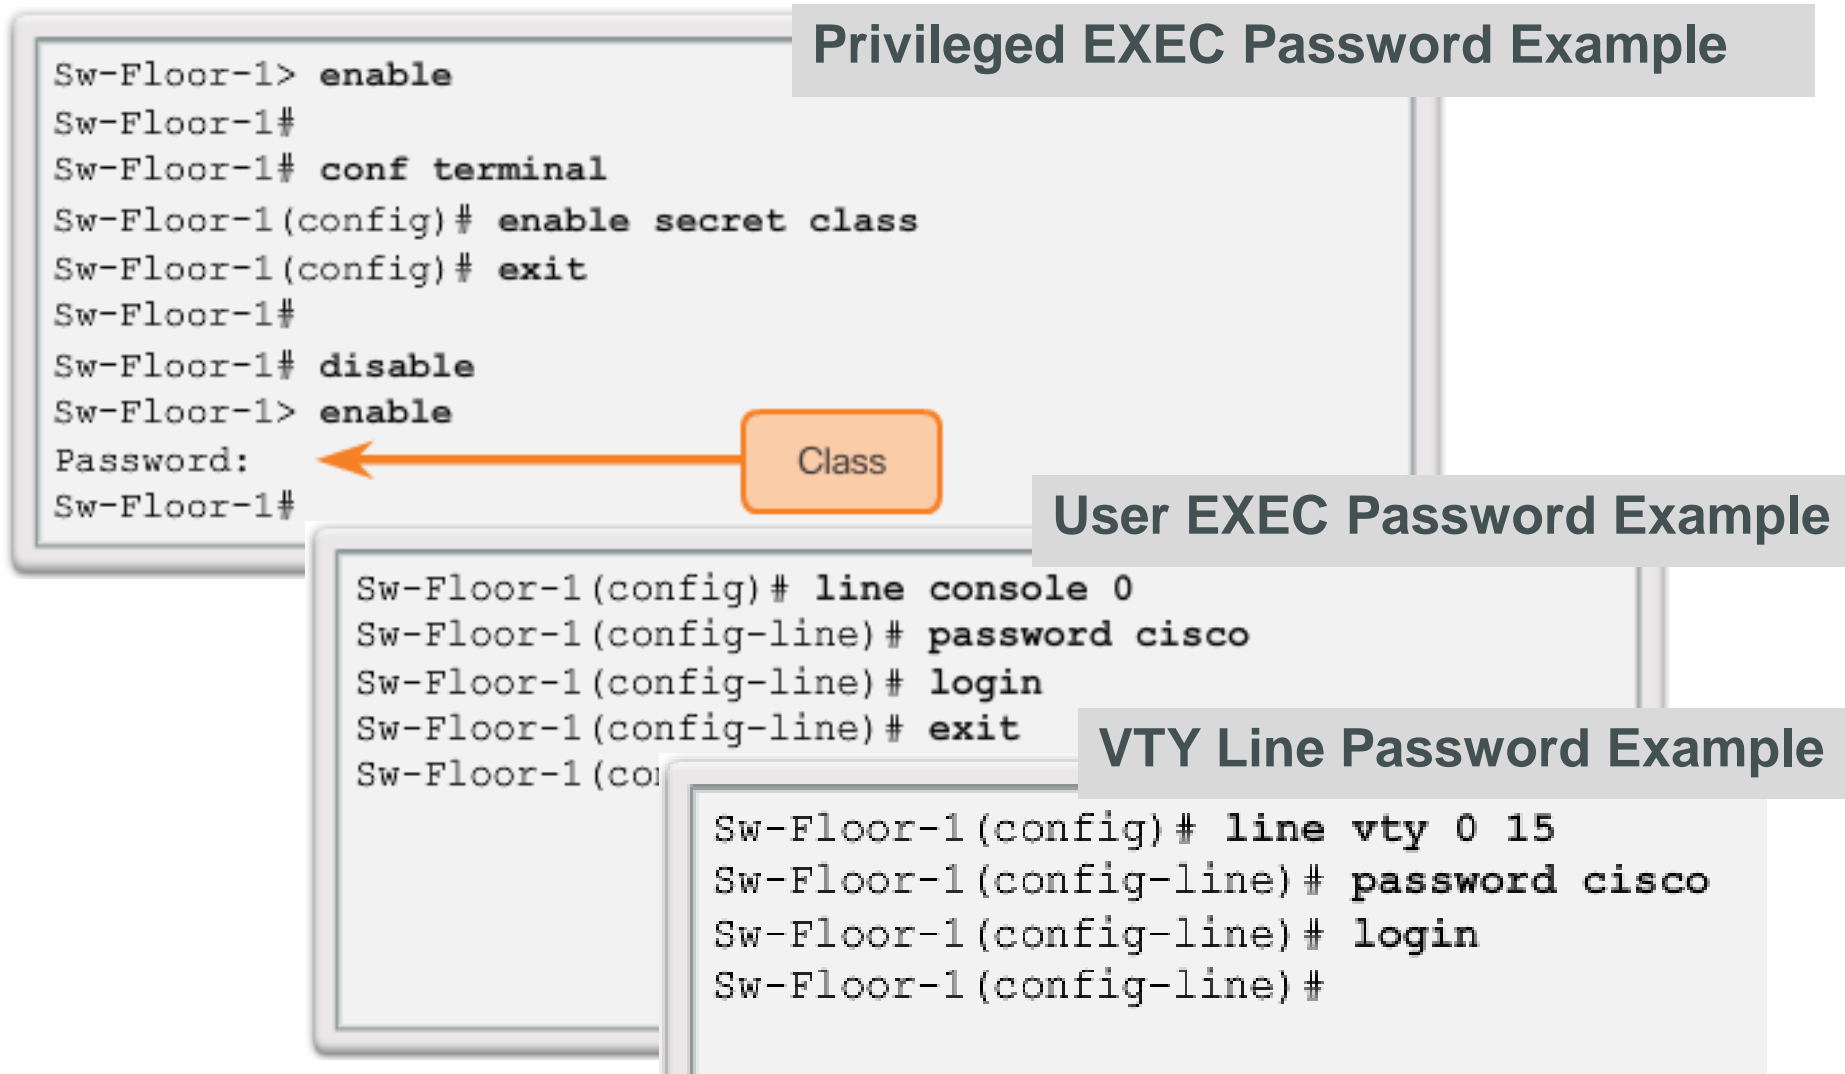 Privileged EXEC Password Example
Sw-Floor-1> enable
Sw-Floor-1#
Sw-Floor-1# conf terminal
Sw-Floor-1(config)# enable secret class
Sw-Floor-1(config)# exit
Sw-Floor-1#
Sw-Floor-1# disable
Sw-Floor-1> enable
Password:
Class
Sw-Floor-1#
User EXEC Password Example
Sw-Floor-1(config)# line console 0
Sw-Floor-1(config-line)# password cisco
Sw-Floor-1(config-line)# login
Sw-Floor-1(config-line)# exit
Sw-Floor-1(co
VTY Line Password Example
Sw-Floor-1(config)# line vty 0 15
Sw-Floor-1(config-line)# password cisco
Sw-Floor-1(config-line)# login
Sw-Floor-1(config-line)#